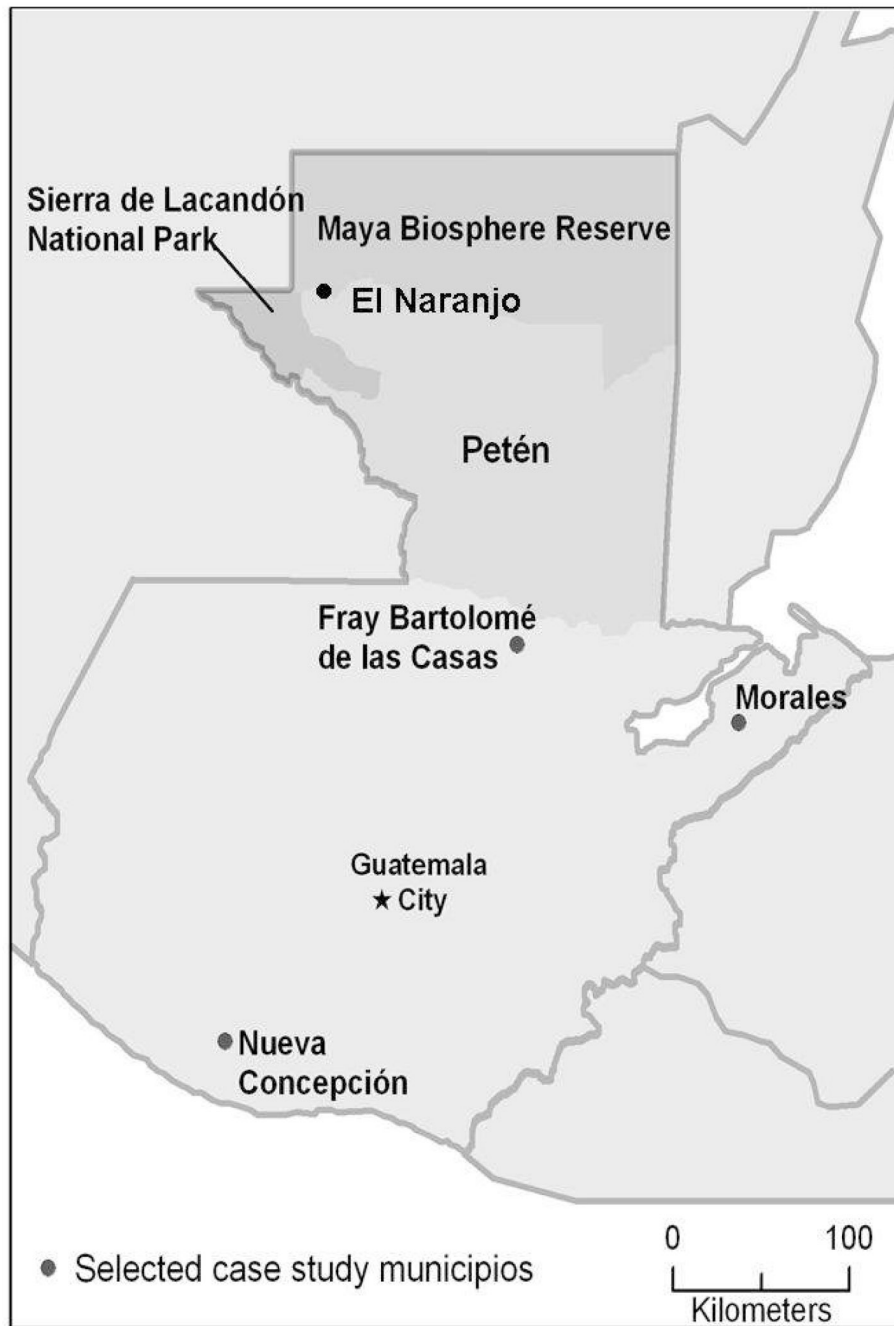 Sierra de Lacandón
National Park
Maya Biosphere Reserve
El Naranjo
Petén
Fray Bartolomé
de las Casas
Morales
Guatemala
City
Nueva
Concepción
Selected case study municipios
0 100
Kilometers